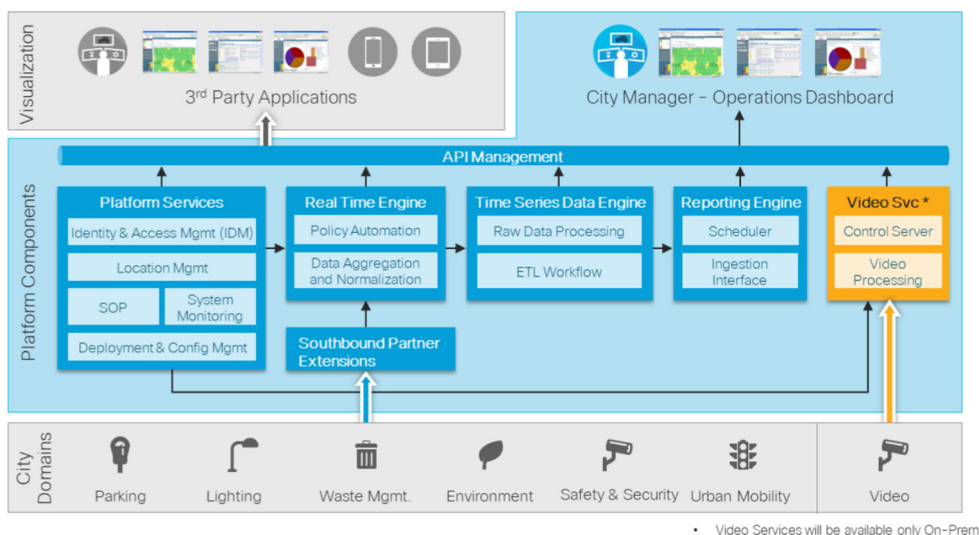 Visualization
3rd Party Applications
City Manager - Operations Dashboard
Platform Components
API Management
Platform Services
Identity & Access Mgmt (IDM)
Location Mgmt
SOP
System
Monitoring
Deployment & Config Mgmt
Real Time Engine
Policy Automation
Data Aggregation
and Normalization
Southbound Partner
Extensions
Time Series Data Engine
Raw Data Processing
ETL Workflow
Reporting Engine
Scheduler
Ingestion
Interface
Video Svc *
Control Server
Video
Processing
City
Domains
Parking
Lighting
Waste Mgmt.
Environment
Safety & Security
Urban Mobility
Video
• Video Services will be available only On-Prem